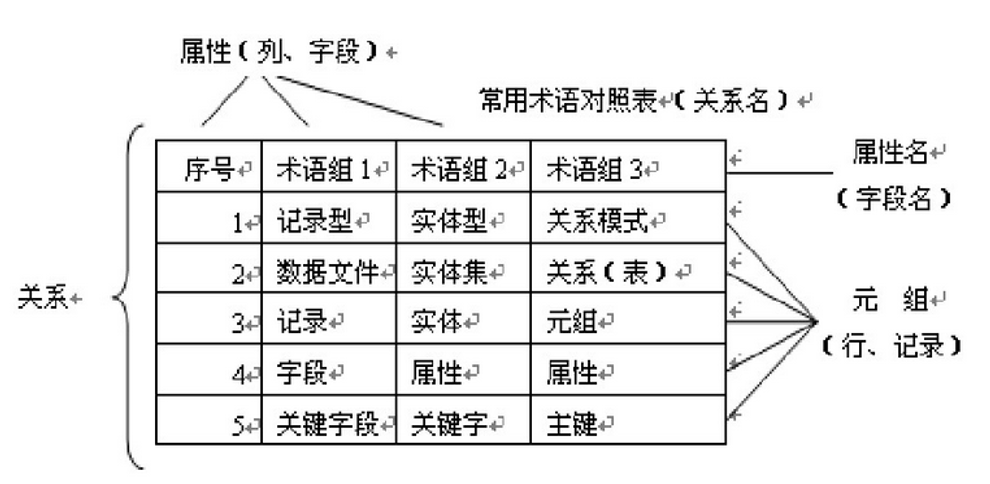 属性(列、字段)
常用术语对照表(关系名)
序号 术语组1 术语组2 术语组3
属性名
(字段名)
1 记录型 实体型 关系模式
2 数据文件 实体集 关系(表)
关系
元 组
3 记录 实体 元组
(行、记录)
4 字段 属性 属性
5 关键字段 关键字 主键